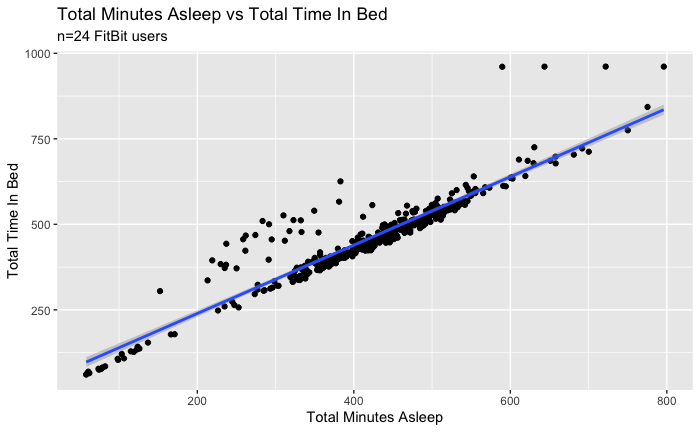 Total Minutes Asleep vs Total Time In Bed
n=24 FitBit users
1000
750
500
250
Total Time In Bed
200
400
600
800
Total Minutes Asleep